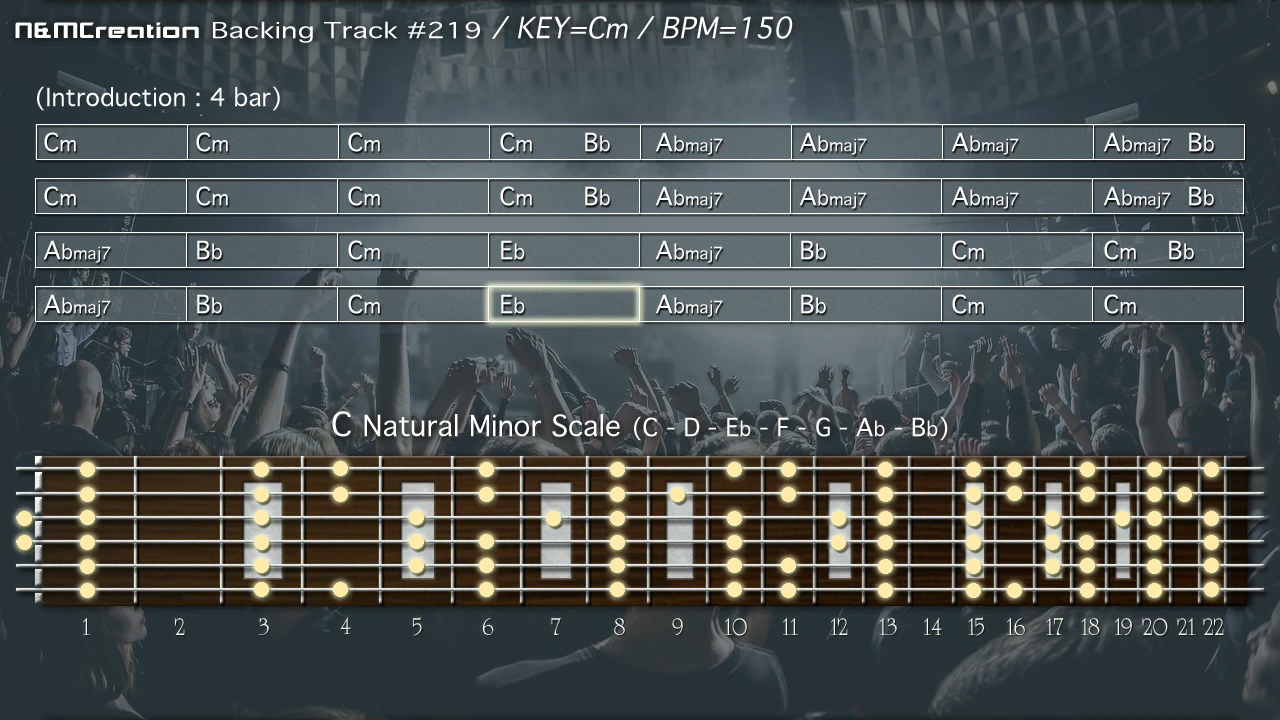 N&MCreation Backing Track #219 / KEY=Cm / BPM=150
(Introduction : 4 bar)
Cm Cm Cm Cm Bb Abmaj7 Abmaj7 Abmaj7 Abmaj7 Bb
Cm Cm Cm Cm Bb Abmaj7 Abmaj7 Abmaj7 Abmaj7 Bb
Abmaj7 Bb Cm Eb Abmaj7 Bb Cm Cm Bb
Abmaj7 Bb Cm Eb Abmaj7 Bb Cm Cm
C Natural Minor Scale (C - D - Eb - F - G - Ab - Bb)
1 2 3 4 5 6 7 8 9 10 11 12 13 14 15 16 17 18 19 20 21 22